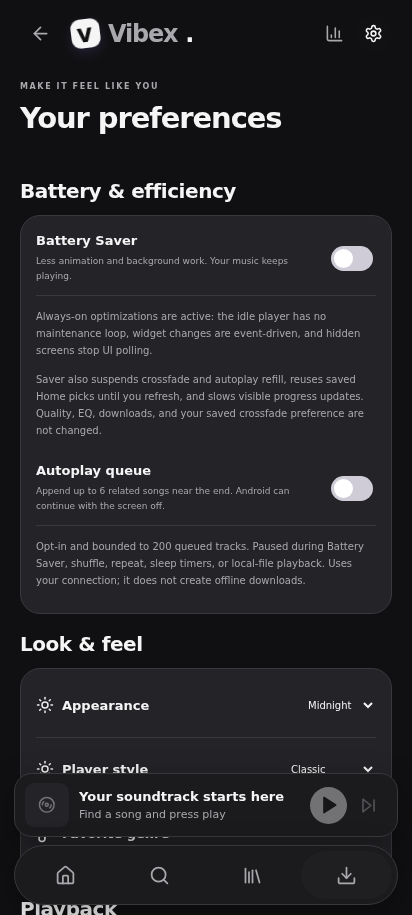 V Vibex .
MAKE IT FEEL LIKE YOU
Your preferences
Battery & efficiency
Battery Saver
Less animation and background work. Your music keeps
playing.
Always-on optimizations are active: the idle player has no
maintenance loop, widget changes are event-driven, and hidden
screens stop UI polling.
Saver also suspends crossfade and autoplay refill, reuses saved
Home picks until you refresh, and slows visible progress updates.
Quality, EQ, downloads, and your saved crossfade preference are
not changed.
Autoplay queue
Append up to 6 related songs near the end. Android can
continue with the screen off.
Opt-in and bounded to 200 queued tracks. Paused during Battery
Saver, shuffle, repeat, sleep timers, or local-file playback. Uses
your connection; it does not create offline downloads.
Look & feel
Appearance
Midnight
Player style
Classic
Your soundtrack starts here
Find a song and press play
Playback